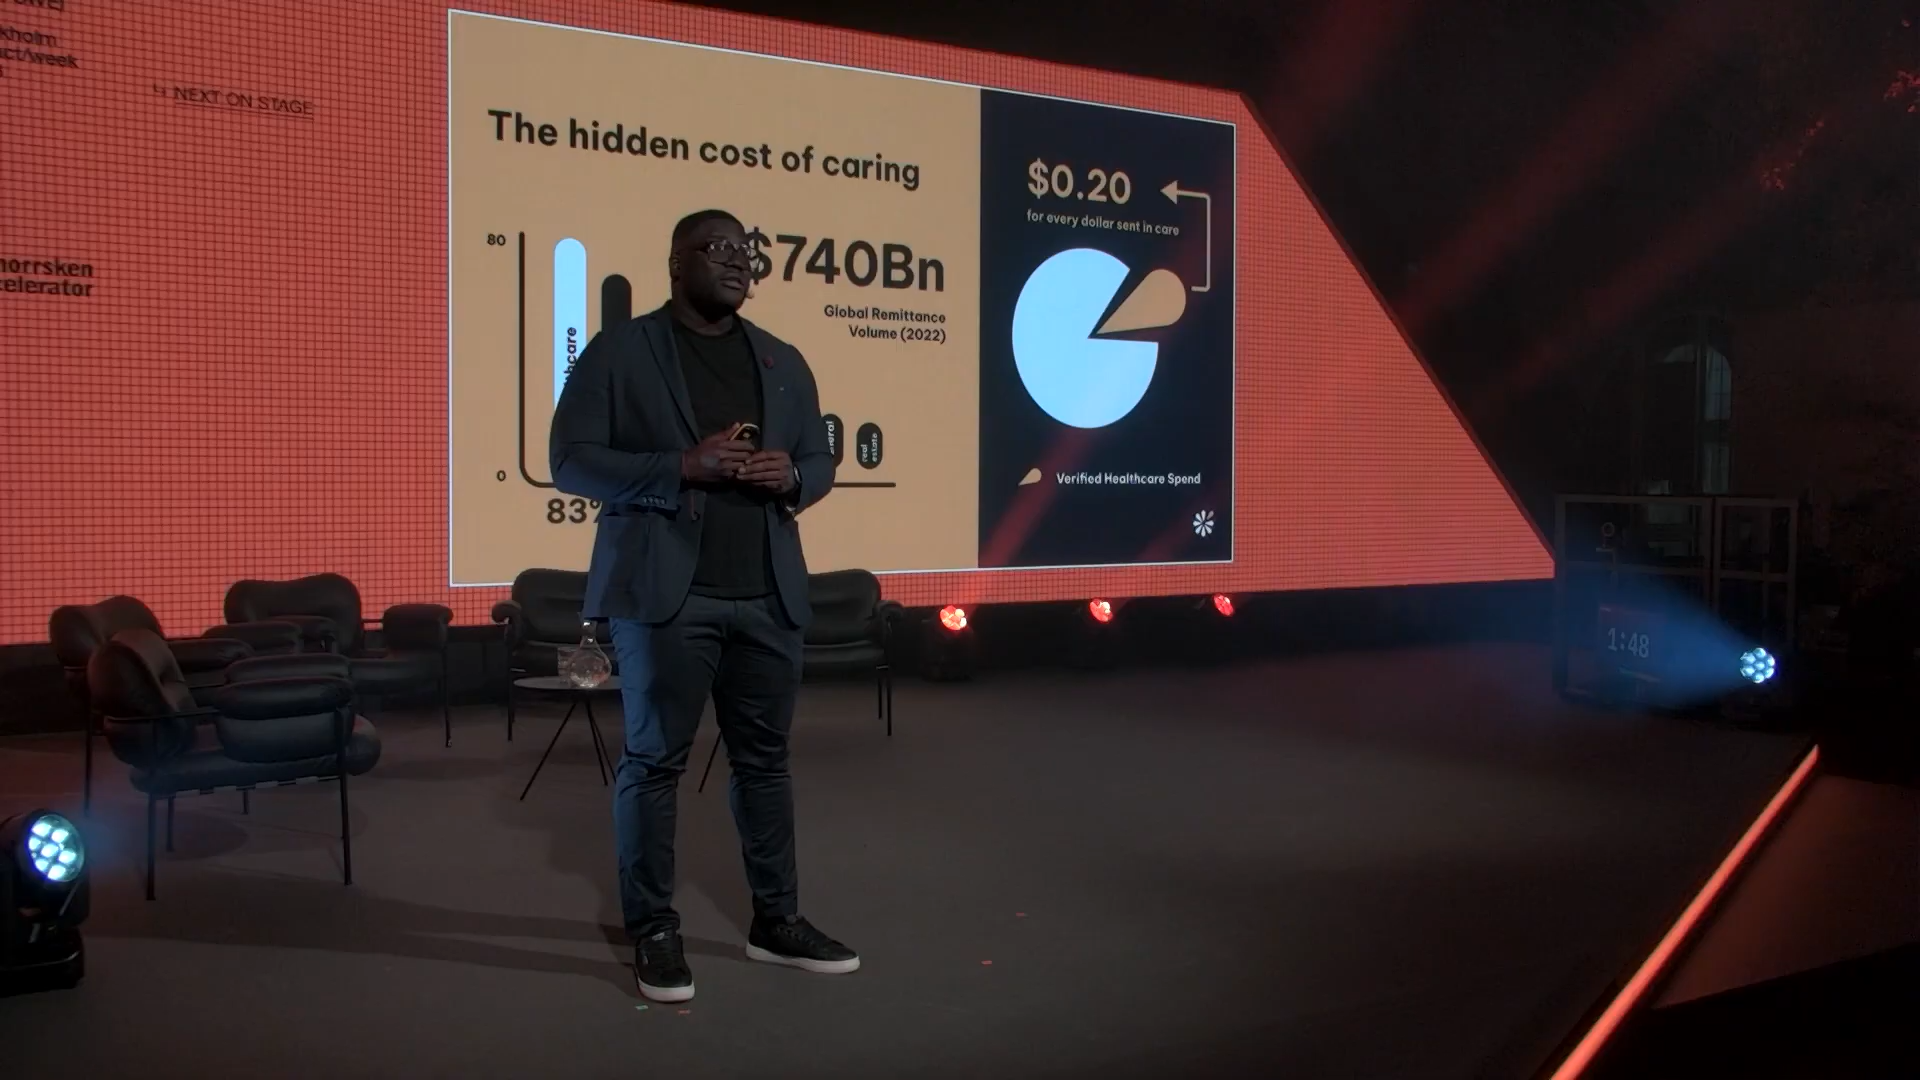 NEXT ON STAGE
The hidden cost of caring
80
$740Bn
Global Remittance
Volume (2022)
0
real
estate
83%
$0.20
for every dollar sent in care
Verified Healthcare Spend
1:48